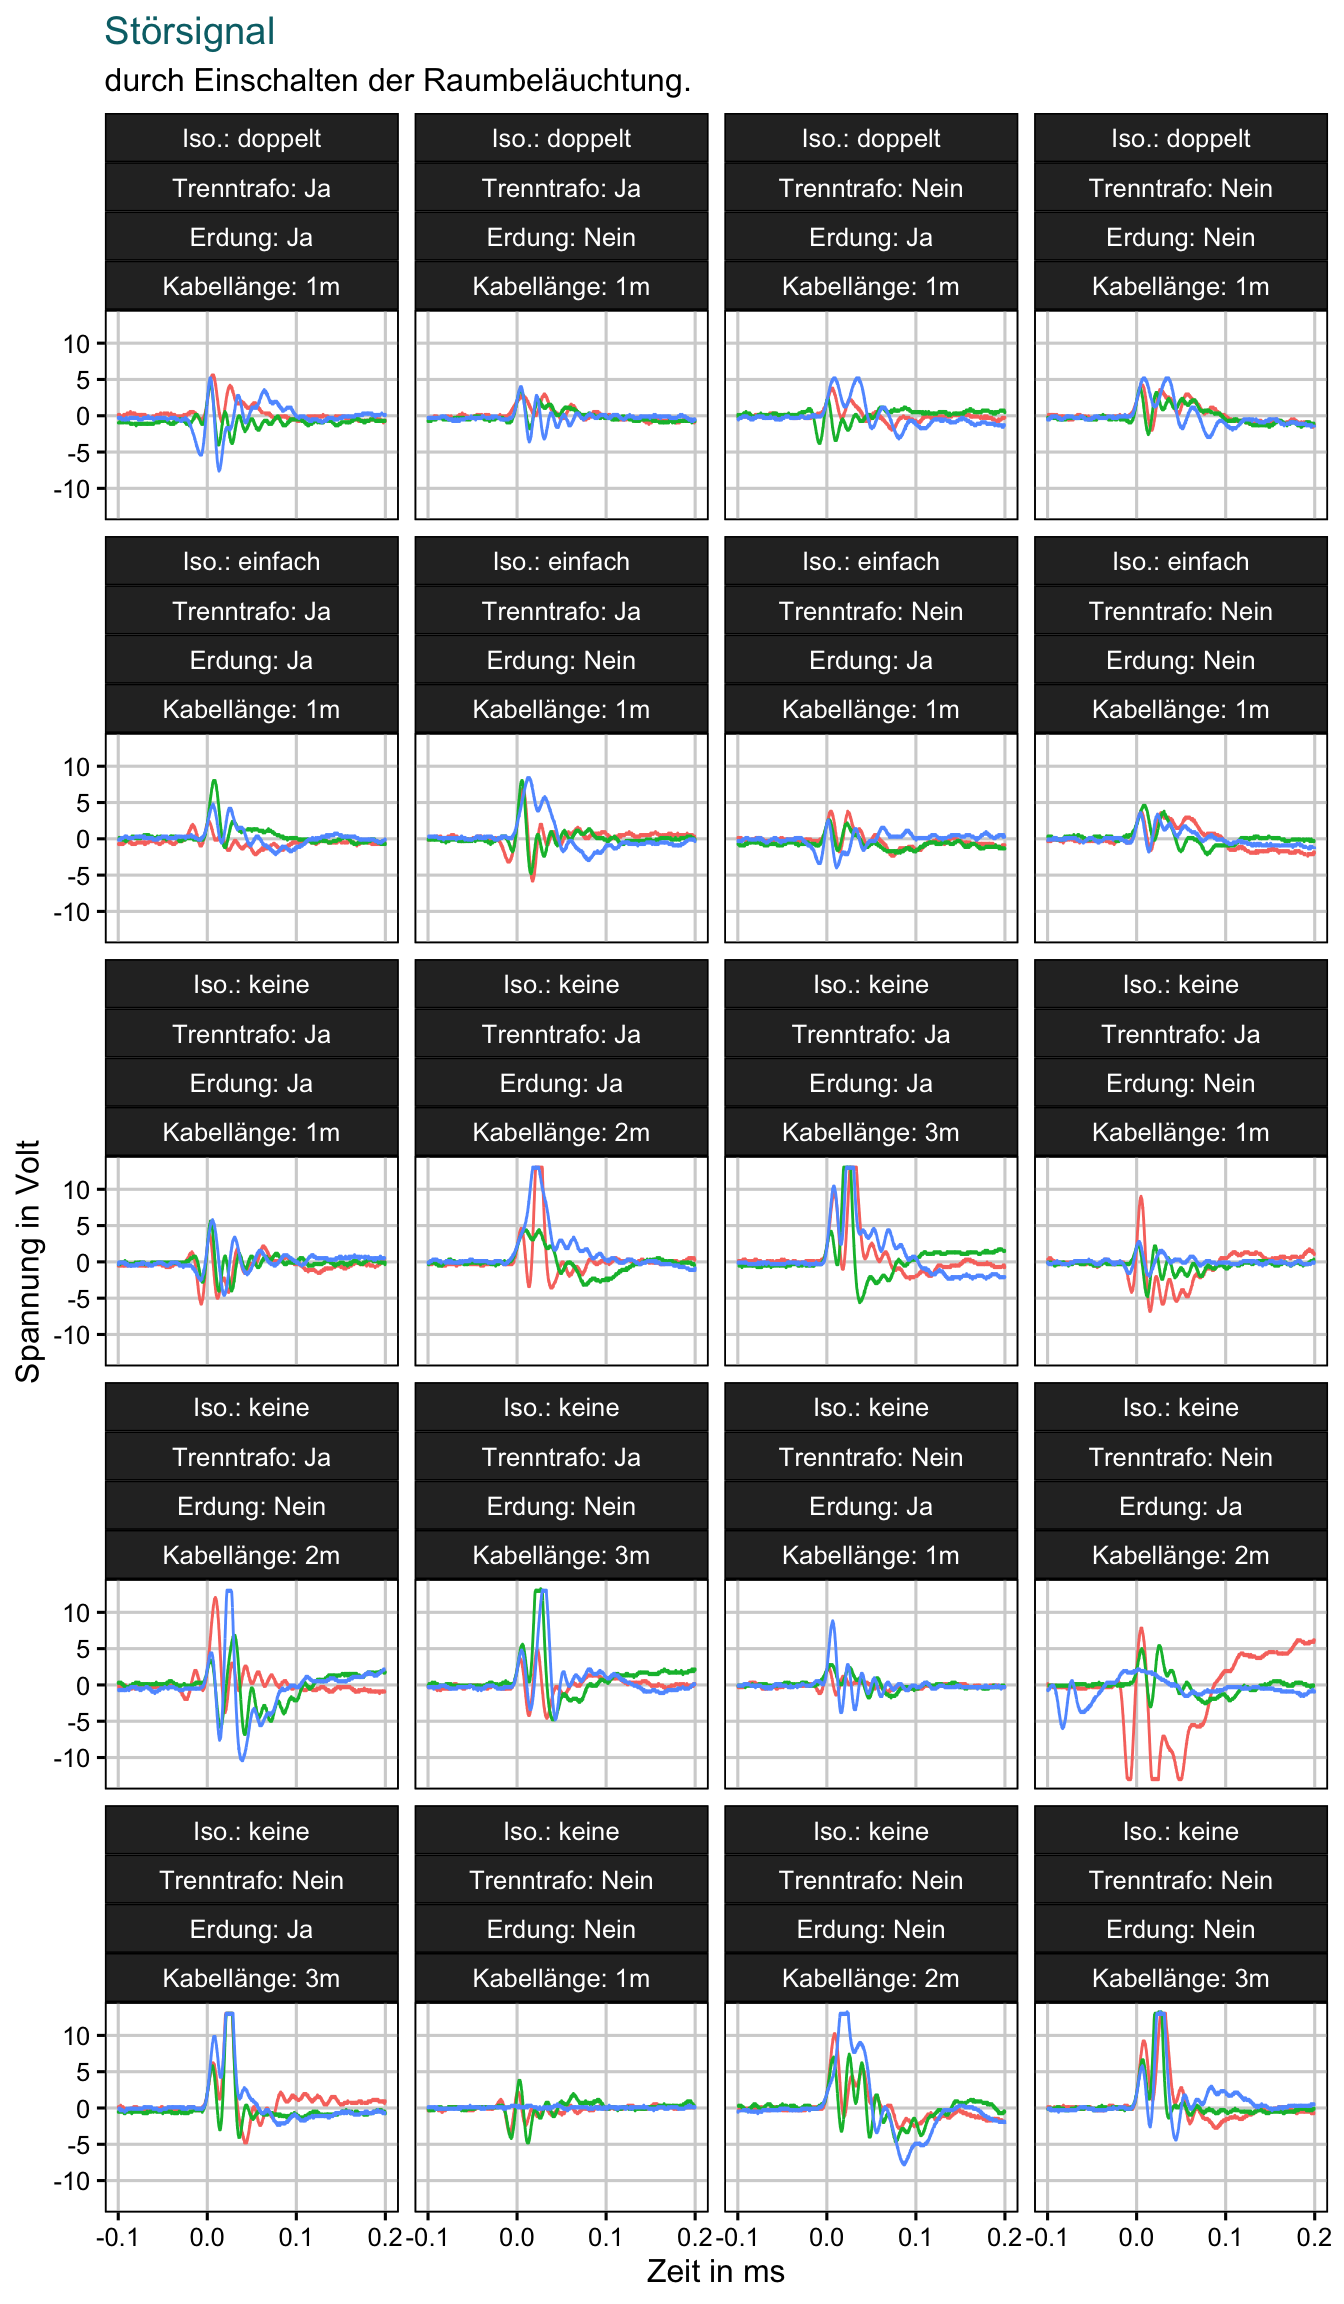 Störsignal
durch Einschalten der Raumbeläuchtung.
Iso.: doppelt
Iso.: doppelt
Iso.: doppelt
Iso.: doppelt
Trenntrafo: Ja
Trenntrafo: Ja
Trenntrafo: Nein
Trenntrafo: Nein
Erdung: Ja
Erdung: Nein
Erdung: Ja
Erdung: Nein
Kabellänge: 1m
Kabellänge: 1m
Kabellänge: 1m
Kabellänge: 1m
10
5
0
-5
-10
Iso.: einfach
Iso.: einfach
Iso.: einfach
Iso.: einfach
Trenntrafo: Ja
Trenntrafo: Ja
Trenntrafo: Nein
Trenntrafo: Nein
Erdung: Ja
Erdung: Nein
Erdung: Ja
Erdung: Nein
Kabellänge: 1m
Kabellänge: 1m
Kabellänge: 1m
Kabellänge: 1m
10
5
0
-5
-10
Iso.: keine
Iso.: keine
Iso.: keine
Iso.: keine
Trenntrafo: Ja
Trenntrafo: Ja
Trenntrafo: Ja
Trenntrafo: Ja
Erdung: Ja
Erdung: Ja
Erdung: Ja
Erdung: Nein
Kabellänge: 1m
Kabellänge: 2m
Kabellänge: 3m
Kabellänge: 1m
10
5
0
-5
-10
Spannung in Volt
Iso.: keine
Iso.: keine
Iso.: keine
Iso.: keine
Trenntrafo: Ja
Trenntrafo: Ja
Trenntrafo: Nein
Trenntrafo: Nein
Erdung: Nein
Erdung: Nein
Erdung: Ja
Erdung: Ja
Kabellänge: 2m
Kabellänge: 3m
Kabellänge: 1m
Kabellänge: 2m
10
5
0
-5
-10
Iso.: keine
Iso.: keine
Iso.: keine
Iso.: keine
Trenntrafo: Nein
Trenntrafo: Nein
Trenntrafo: Nein
Trenntrafo: Nein
Erdung: Ja
Erdung: Nein
Erdung: Nein
Erdung: Nein
Kabellänge: 3m
Kabellänge: 1m
Kabellänge: 2m
Kabellänge: 3m
10
5
0
-5
-10
-0.1 0.0 0.1 0.2
-0.1 0.0 0.1 0.2
-0.1 0.0 0.1 0.2
-0.1 0.0 0.1 0.2
Zeit in ms